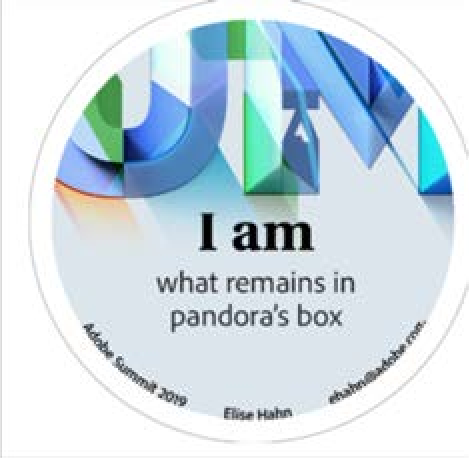 I am
what remains in
pandora's box
Adobe Summit 2019
Elise Hahn
ehahn@adobe.com